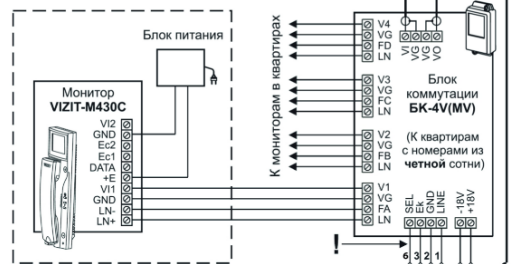 Блок питания
Монитор
VIZIT-M430C
VI2
GND
Ec2
Ec1
DATA
+E
VI1
GND
LN-
LN+
К мониторам в квартирах
V4
VG
FD
LN
V3
VG
FC
LN
V2
VG
FB
LN
V1
VG
FA
LN
VI
VG
VG
VO
Блок
коммутации
БК-4V(MV)
(К квартирам
с номерами из
четной сотни)
SEL
Ek
GND
LINE
-18V
+18V
!
6 3 2 1